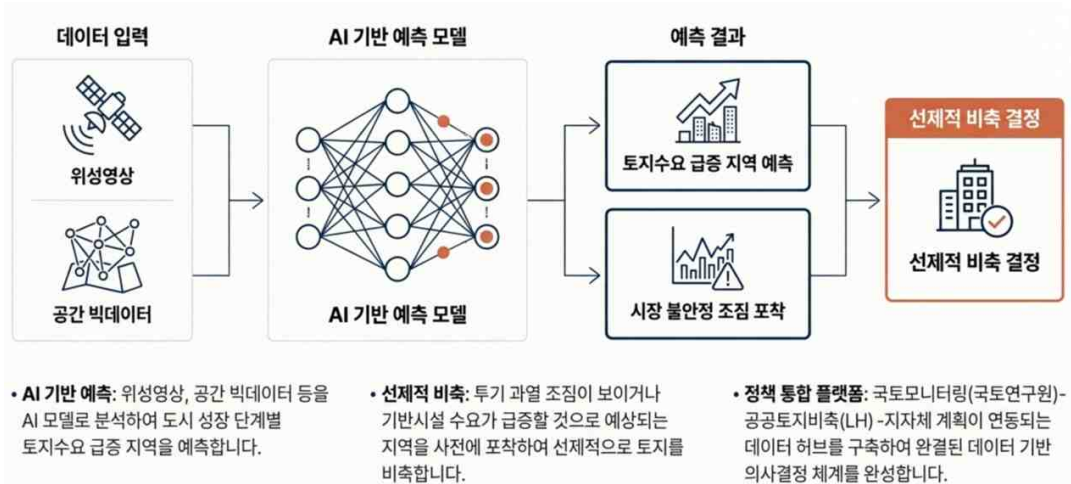 데이터 입력
AI 기반 예측 모델
예측 결과
위성영상
공간 빅데이터
AI 기반 예측 모델
토지수요 급증 지역 예측
시장 불안정 조짐 포착
선제적 비축 결정
선제적 비축 결정
• AI 기반 예측: 위성영상, 공간 빅데이터 등을
AI 모델로 분석하여 도시 성장 단계별
토지수요 급증 지역을 예측합니다.
• 선제적 비축: 투기 과열 조짐이 보이거나
기반시설 수요가 급증할 것으로 예상되는
지역을 사전에 포착하여 선제적으로 토지를
비축합니다.
• 정책 통합 플랫폼: 국토모니터링(국토연구원)-
공공토지비축(LH) -지자체 계획이 연동되는
데이터 허브를 구축하여 완결된 데이터 기반
의사결정 체계를 완성합니다.